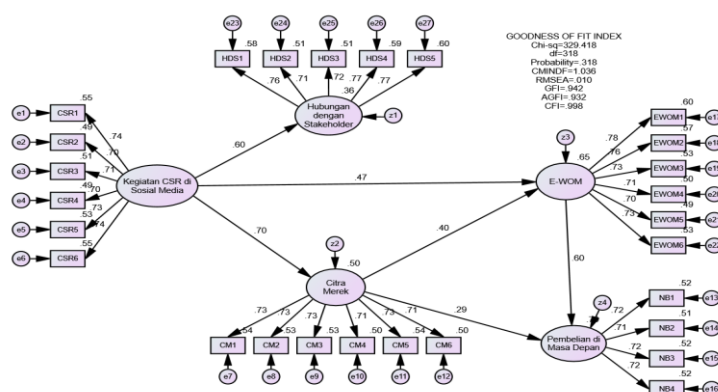 e23 e24 e25 e26 e27
.58 .51 .51 .59 .60
HDS1 HDS2 HDS3 HDS4 HDS5
.76 .71 .72 .77 .77
.36
Hubungan
dengan
Stakeholder
z1
GOODNESS OF FIT INDEX
Chi-sq=329.418
df=318
Probability=.318
CMINDF=1.036
RMSEA=.010
GFI=.942
AGFI=.932
CFI=.998
e1 CSR1 .55
e2 CSR2 .49
e3 CSR3 .51
e4 CSR4 .49
e5 CSR5 .53
e6 CSR6 .55
.74
.70
.71
.70
.73
.74
Kegiatan CSR di
Sosial Media
.60
.47
.70
z3
.65
E-WOM
.78
.76
.73
.71
.70
.73
.60
EWOM1
.57
EWOM2 e18
.53
EWOM3 e19
.50
EWOM4
.49
EWOM5
.53
EWOM6
z2
.50
Citra
Merek
.40
.29
.60
.73 .73 .73 .71 .73 .71
.54 .53 .53 .50 .54 .50
CM1 CM2 CM3 CM4 CM5 CM6
e7 e8 e9 e10 e11 e12
z4
Pembelian di
Masa Depan
.72
.71
.72
.72
.52
NB1 e13
.51
NB2 e14
.52
NB3 e15
.52
NB4 e16